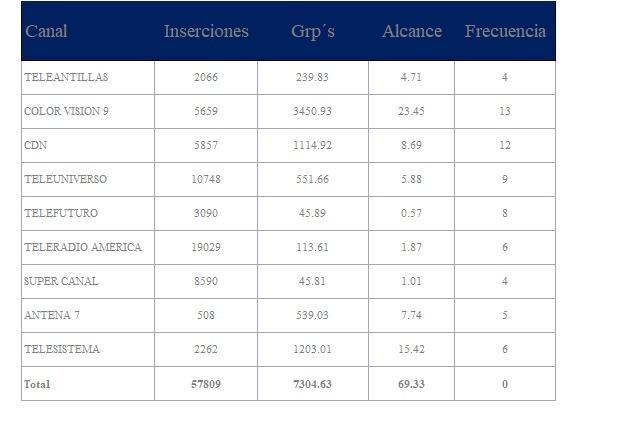 Canal Inserciones Grp´s Alcance Frecuencia
TELEANTILLAS 2066 239.83 4.71 4
COLOR VISION 9 5659 3450.93 23.45 13
CDN 5857 1114.92 8.69 12
TELEUNIVERSO 10748 551.66 5.88 9
TELEFUTURO 3090 45.89 0.57 8
TELERADIO AMERICA 19029 113.61 1.87 6
SUPER CANAL 8590 45.81 1.01 4
ANTENA 7 508 539.03 7.74 5
TELESISTEMA 2262 1203.01 15.42 6
Total 57809 7304.63 69.33 0